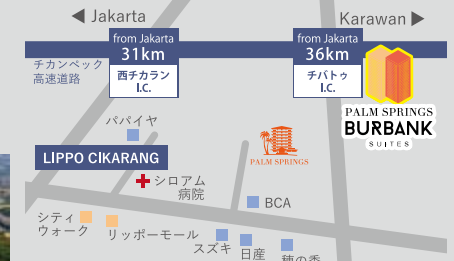 ◀ Jakarta
Karawan ▶
from Jakarta
31km
西チカラン
I.C.
from Jakarta
36km
チバトゥ
I.C.
チカンペック
高速道路
PALM SPRINGS
BURBANK
SUITES
パパイヤ
LIPPO CIKARANG
PALM SPRINGS
シロアム
病院
BCA
シティ
ウォーク
リッポーモール
スズキ
日産
穂の香